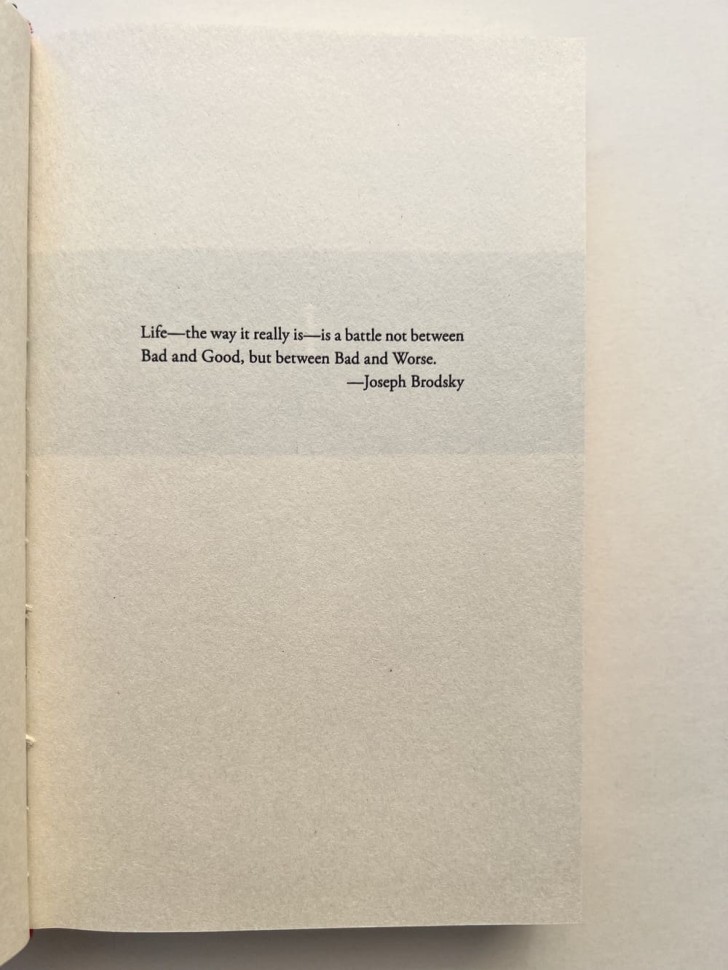 Life—the way it really is—is a battle not between
Bad and Good, but between Bad and Worse.
—Joseph Brodsky